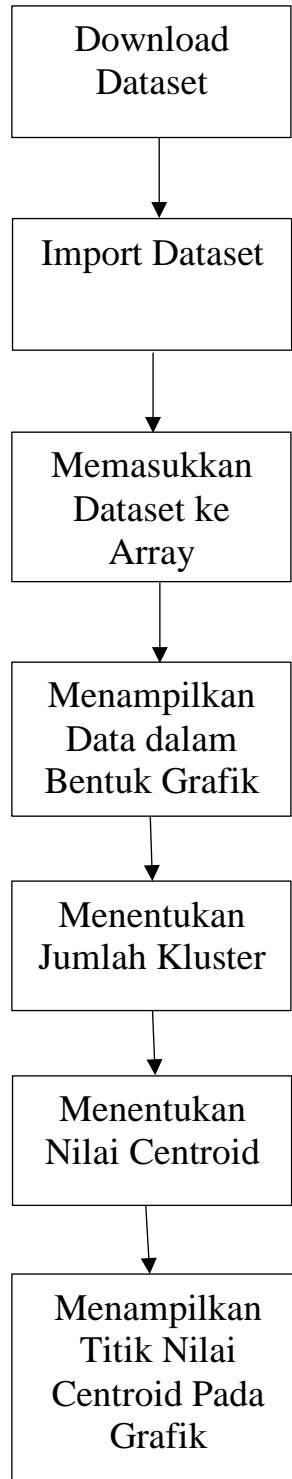 Download
Dataset
Import Dataset
Memasukkan
Dataset ke
Array
Menampilkan
Data dalam
Bentuk Grafik
Menentukan
Jumlah Kluster
Menentukan
Nilai Centroid
Menampilkan
Titik Nilai
Centroid Pada
Grafik